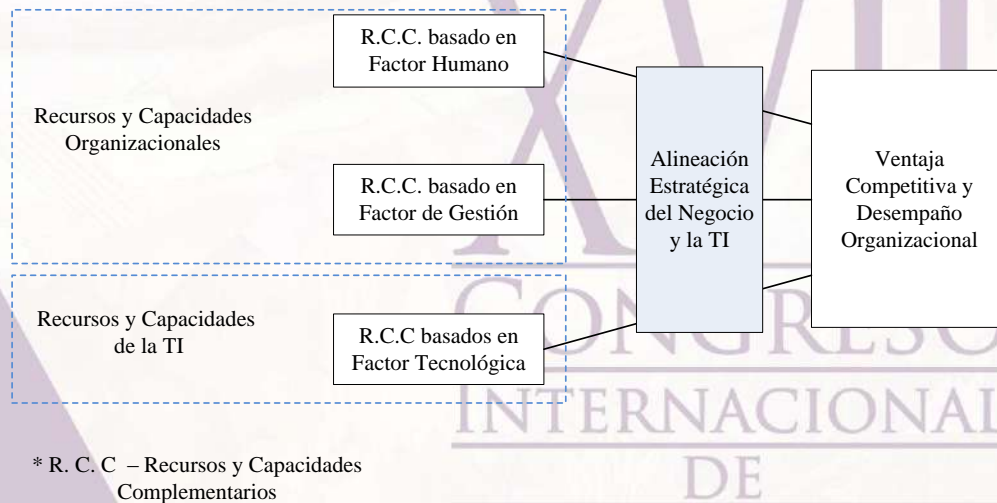 R.C.C. basado en
Factor Humano
Recursos y Capacidades
Organizacionales
R.C.C. basado en
Factor de Gestión
Alineación
Estratégica
del Negocio
y la TI
Ventaja
Competitiva y
Desempaño
Organizacional
Recursos y Capacidades
de la TI
R.C.C basados en
Factor Tecnológica
* R. C. C – Recursos y Capacidades
Complementarios
XVII
CONGRESO
INTERNACIONAL
DE